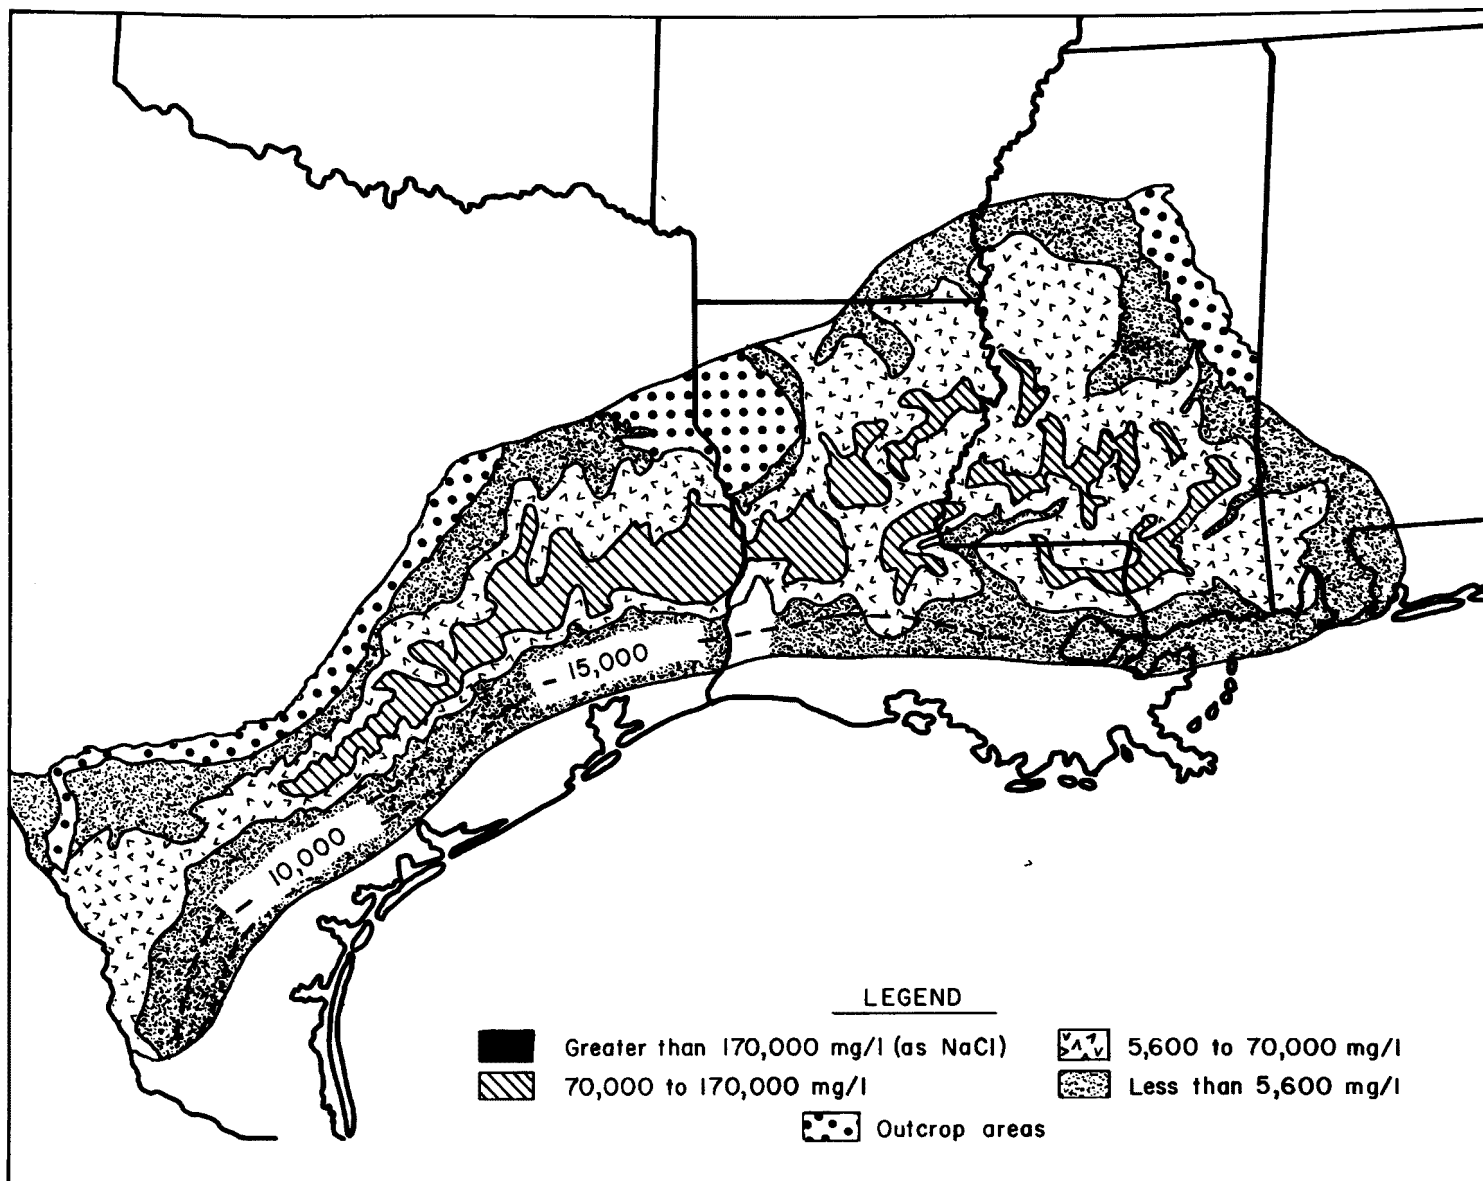 - 15,000
- 10,000
LEGEND
Greater than 170,000 mg/l (as NaCl)
5,600 to 70,000 mg/l
70,000 to 170,000 mg/l
Less than 5,600 mg/l
Outcrop areas